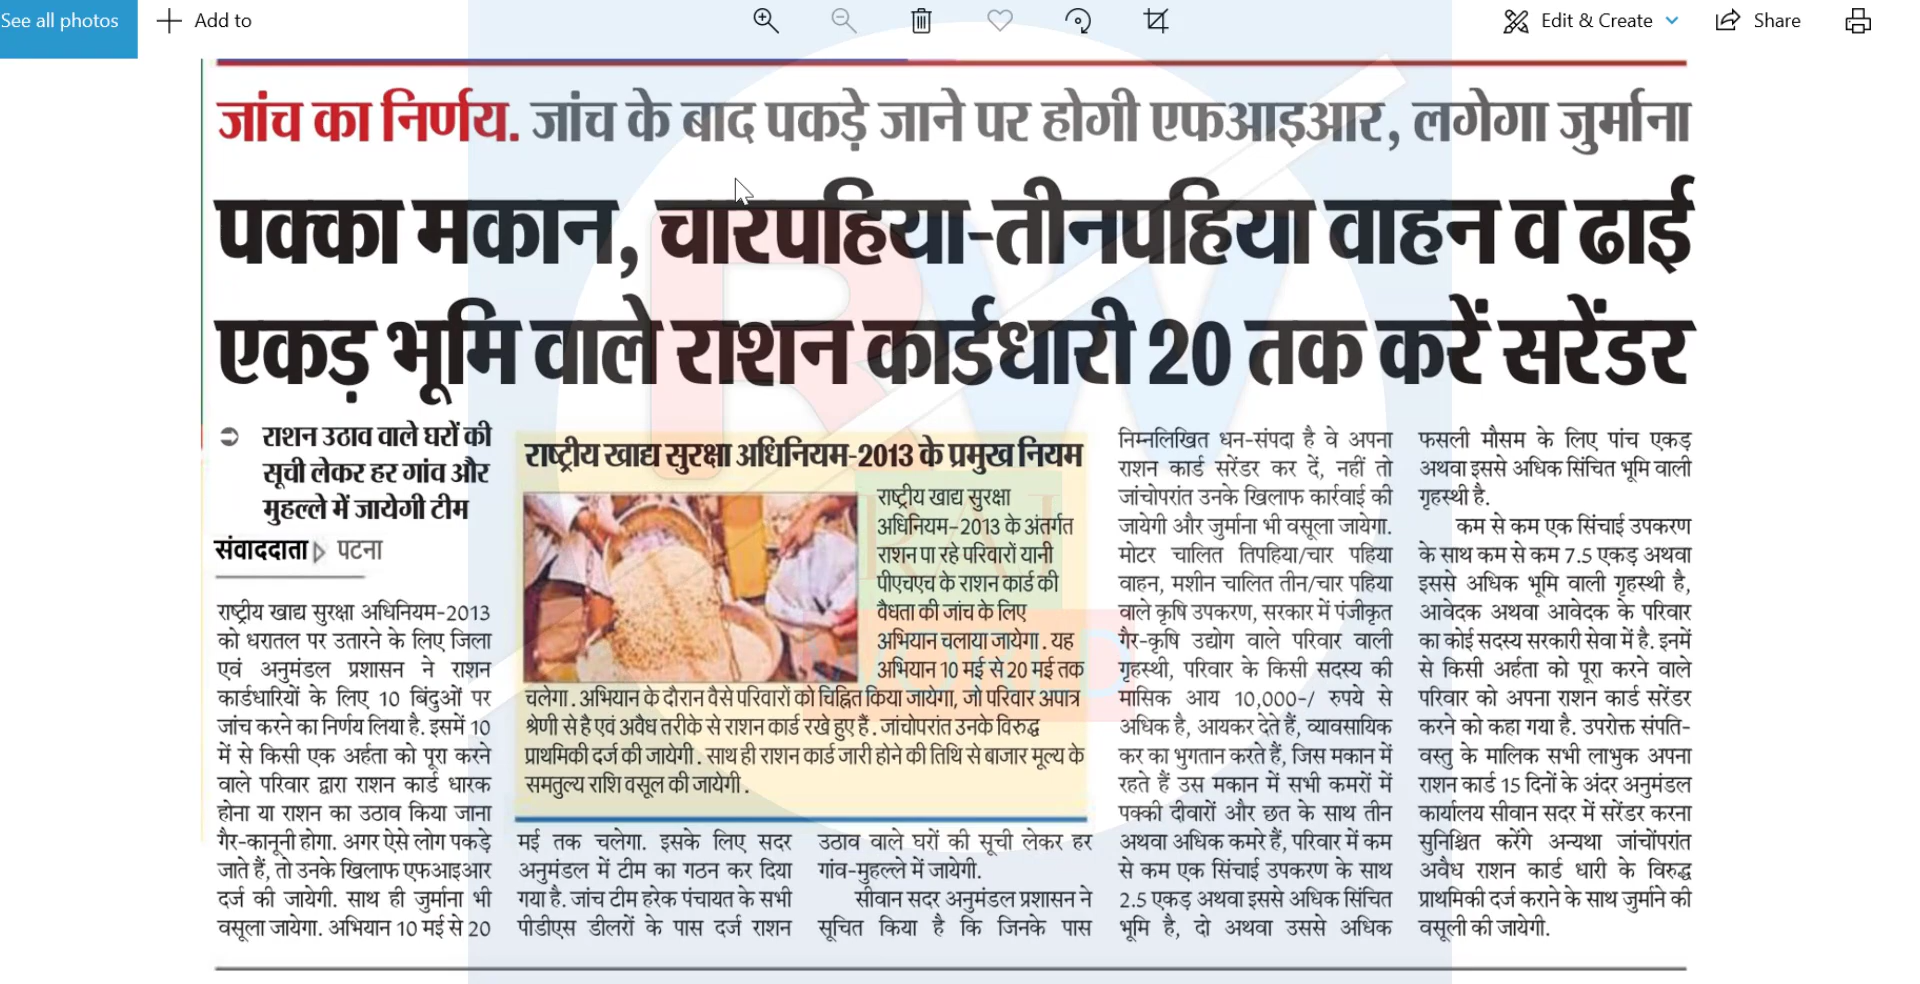 See all photos
Add to
Edit & Create
Share
जांच का निर्णय. जांच के बाद पकड़े जाने पर होगी एफआइआर, लगेगा जुर्माना
पक्का मकान, चारपहिया-तीनपहिया वाहन व ढाई
एकड़ भूमि वाले राशन कार्डधारी 20 तक करें सरेंडर
राशन उठाव वाले घरों की
सूची लेकर हर गांव और
मुहल्ले में जायेगी टीम
संवाददाता पटना
राष्ट्रीय खाद्य सुरक्षा अधिनियम-2013
को धरातल पर उतारने के लिए जिला
एवं अनुमंडल प्रशासन ने राशन
कार्डधारियों के लिए 10 बिंदुओं पर
जांच करने का निर्णय लिया है. इसमें 10
में से किसी एक अर्हता को पूरा करने
वाले परिवार द्वारा राशन कार्ड धारक
होना या राशन का उठाव किया जाना
गैर-कानूनी होगा. अगर ऐसे लोग पकड़े
जाते हैं, तो उनके खिलाफ एफआइआर
दर्ज की जायेगी. साथ ही जुर्माना भी
वसूला जायेगा. अभियान 10 मई से 20
राष्ट्रीय खाद्य सुरक्षा अधिनियम-2013 के प्रमुख नियम
राष्ट्रीय खाद्य सुरक्षा
अधिनियम-2013 के अंतर्गत
राशन पा रहे परिवारों यानी
पीएचएच के राशन कार्ड की
वैधता की जांच के लिए
अभियान चलाया जायेगा. यह
अभियान 10 मई से 20 मई तक
चलेगा. अभियान के दौरान वैसे परिवारों को चिह्नित किया जायेगा, जो परिवार अपात्र
श्रेणी से है एवं अवैध तरीके से राशन कार्ड रखे हुए हैं. जांचोपरांत उनके विरुद्ध
प्राथमिकी दर्ज की जायेगी. साथ ही राशन कार्ड जारी होने की तिथि से बाजार मूल्य के
समतुल्य राशि वसूल की जायेगी.
मई तक चलेगा. इसके लिए सदर
अनुमंडल में टीम का गठन कर दिया
गया है. जांच टीम हरेक पंचायत के सभी
पीडीएस डीलरों के पास दर्ज राशन
उठाव वाले घरों की सूची लेकर हर
गांव-मुहल्ले में जायेगी.
सीवान सदर अनुमंडल प्रशासन ने
सूचित किया है कि जिनके पास
निम्नलिखित धन-संपदा है वे अपना
राशन कार्ड सरेंडर कर दें, नहीं तो
जांचोपरांत उनके खिलाफ कार्रवाई की
जायेगी और जुर्माना भी वसूला जायेगा.
मोटर चालित तिपहिया/चार पहिया
वाहन, मशीन चालित तीन/चार पहिया
वाले कृषि उपकरण, सरकार में पंजीकृत
गैर-कृषि उद्योग वाले परिवार वाली
गृहस्थी, परिवार के किसी सदस्य की
मासिक आय 10,000-/ रुपये से
अधिक है, आयकर देते हैं, व्यावसायिक
कर का भुगतान करते हैं, जिस मकान में
रहते हैं उस मकान में सभी कमरों में
पक्की दीवारों और छत के साथ तीन
अथवा अधिक कमरे हैं, परिवार में कम
से कम एक सिंचाई उपकरण के साथ
2.5 एकड़ अथवा इससे अधिक सिंचित
भूमि है, दो अथवा उससे अधिक
फसली मौसम के लिए पांच एकड़
अथवा इससे अधिक सिंचित भूमि वाली
गृहस्थी है.
कम से कम एक सिंचाई उपकरण
के साथ कम से कम 7.5 एकड़ अथवा
इससे अधिक भूमि वाली गृहस्थी है,
आवेदक अथवा आवेदक के परिवार
का कोई सदस्य सरकारी सेवा में है. इनमें
से किसी अर्हता को पूरा करने वाले
परिवार को अपना राशन कार्ड सरेंडर
करने को कहा गया है. उपरोक्त संपति-
वस्तु के मालिक सभी लाभुक अपना
राशन कार्ड 15 दिनों के अंदर अनुमंडल
कार्यालय सीवान सदर में सरेंडर करना
सुनिश्चित करेंगे अन्यथा जांचोंपरांत
अवैध राशन कार्ड धारी के विरुद्ध
प्राथमिकी दर्ज कराने के साथ जुर्माने की
वसूली की जायेगी.